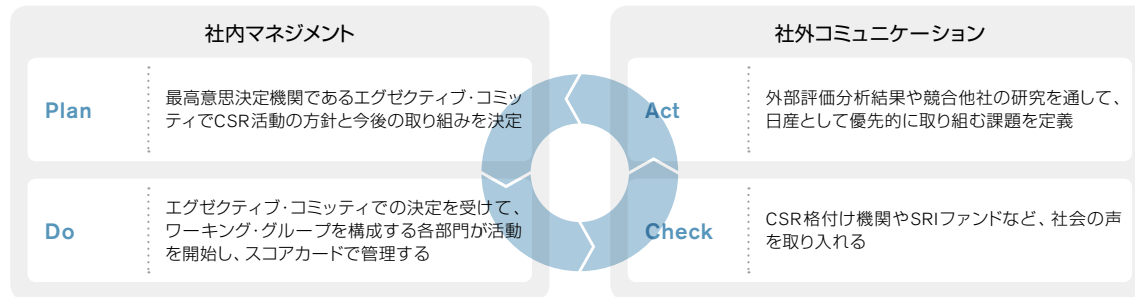 社内マネジメント
Plan
最高意思決定機関であるエグゼクティブ・コミッ
ティでCSR活動の方針と今後の取り組みを決定
Do
エグゼクティブ・コミッティでの決定を受けて、
ワーキング・グループを構成する各部門が活動
を開始し、スコアカードで管理する
社外コミュニケーション
Act
外部評価分析結果や競合他社の研究を通して、
日産として優先的に取り組む課題を定義
Check
CSR格付け機関やSRIファンドなど、社会の声
を取り入れる